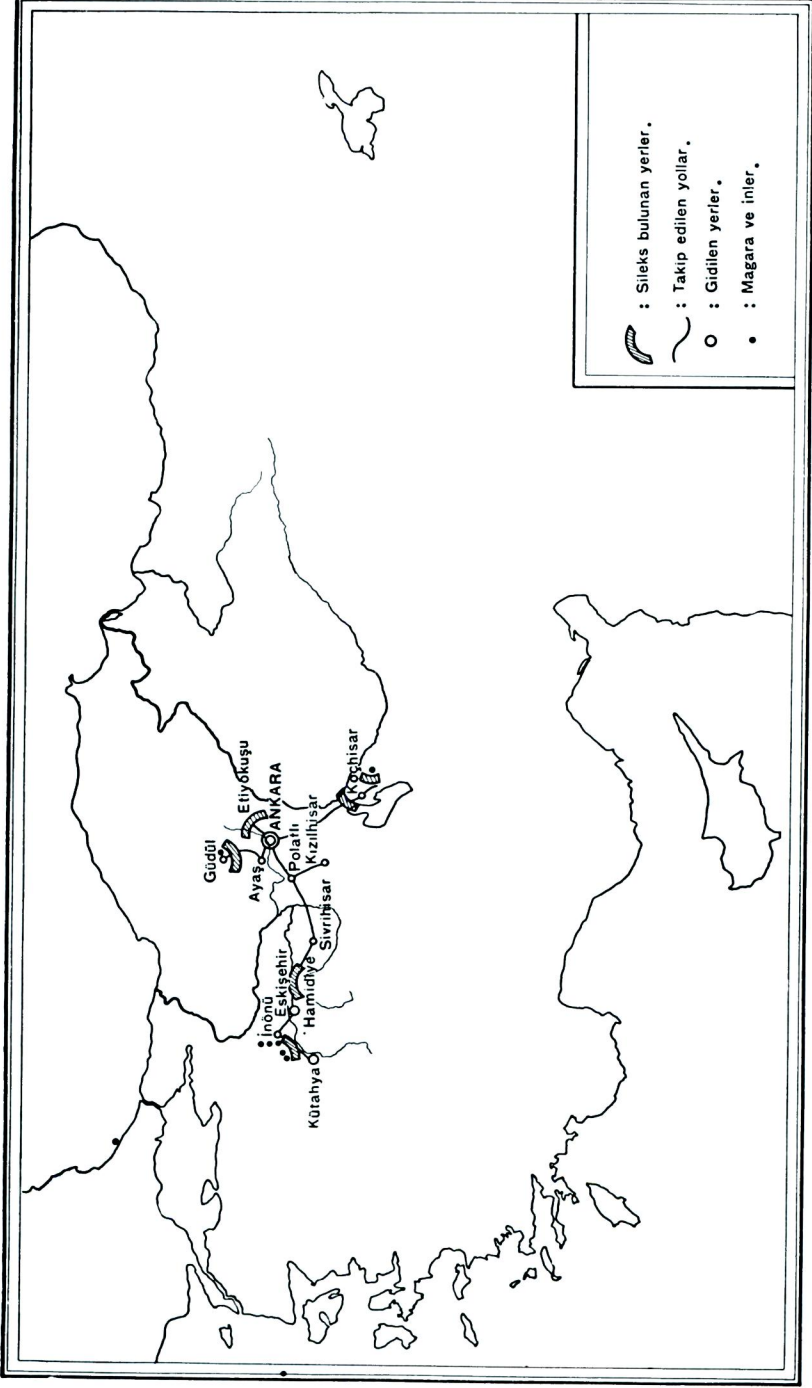 Güdül
Etiyokuşu
ANKARA
Ayaş
Polatlı
Kızılhisar
Koçhisar
Sivrihisar
İnönü
Eskişehir
Hamidiye
Kütahya
: Sileks bulunan yerler.
: Takip edilen yollar.
: Gidilen yerler.
: Magara ve inler.